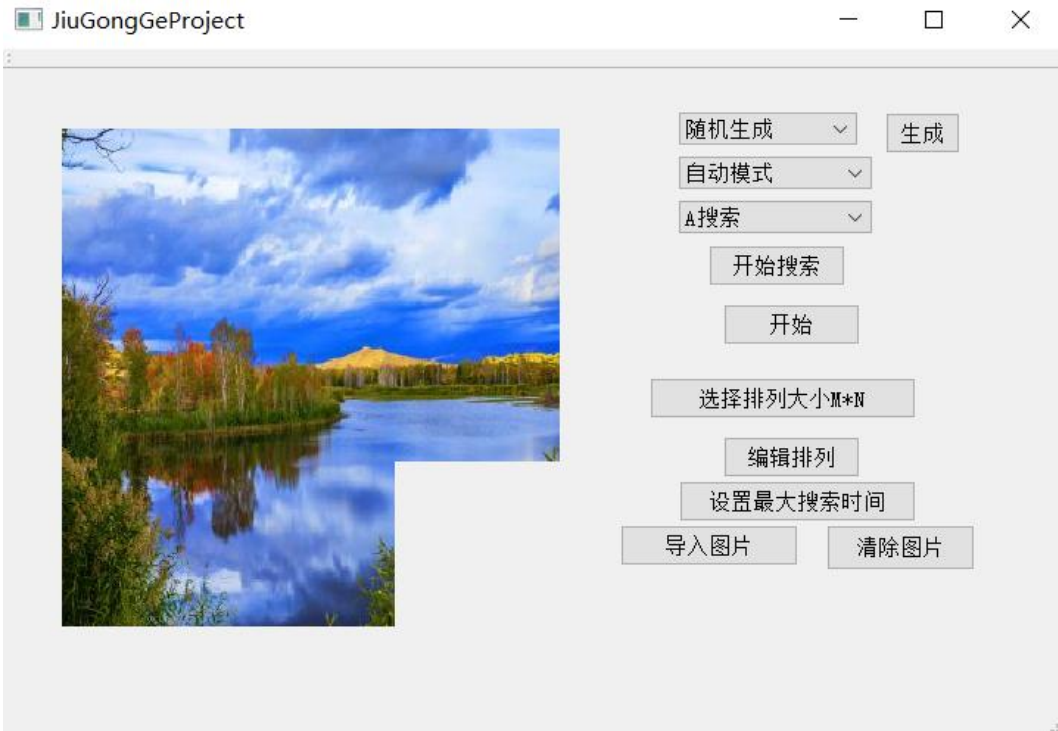 JiuGongGeProject
随机生成
生成
自动模式
A搜索
开始搜索
开始
选择排列大小M*N
编辑排列
设置最大搜索时间
导入图片
清除图片